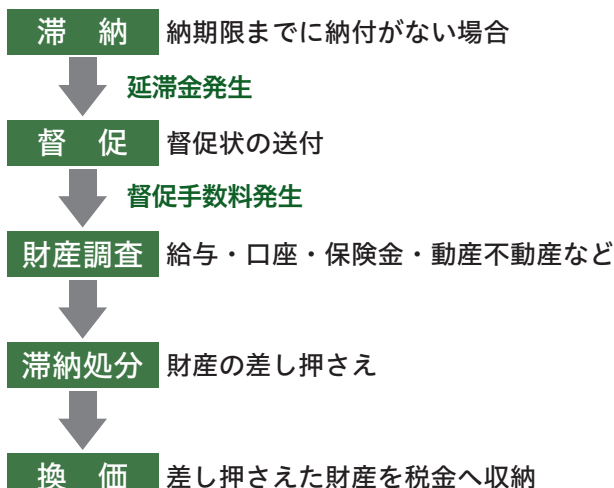 滞　納　納期限までに納付がない場合
延滞金発生
督　促　督促状の送付
督促手数料発生
財産調査　給与・口座・保険金・動産不動産など
滞納処分　財産の差し押さえ
換　価　差し押さえた財産を税金へ収納